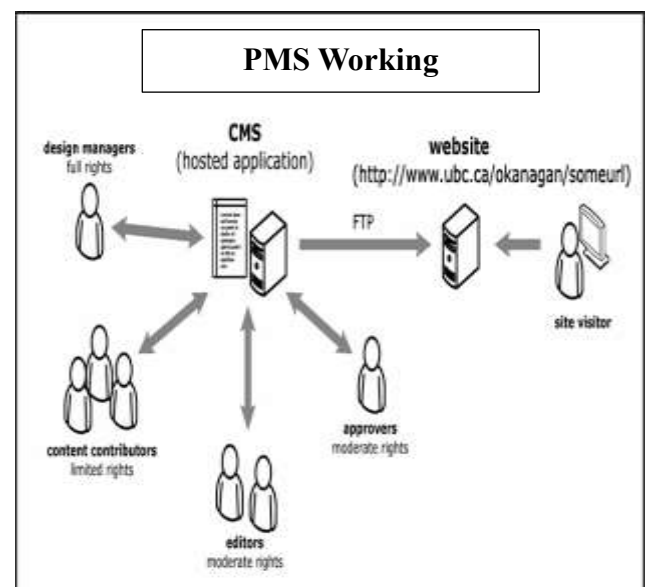 PMS Working
CMS
(hosted application)
design managers
full rights
website
(http://www.ubc.ca/okanagan/someurl)
FTP
site visitor
content contributors
limited rights
approvers
moderate rights
editors
moderate rights